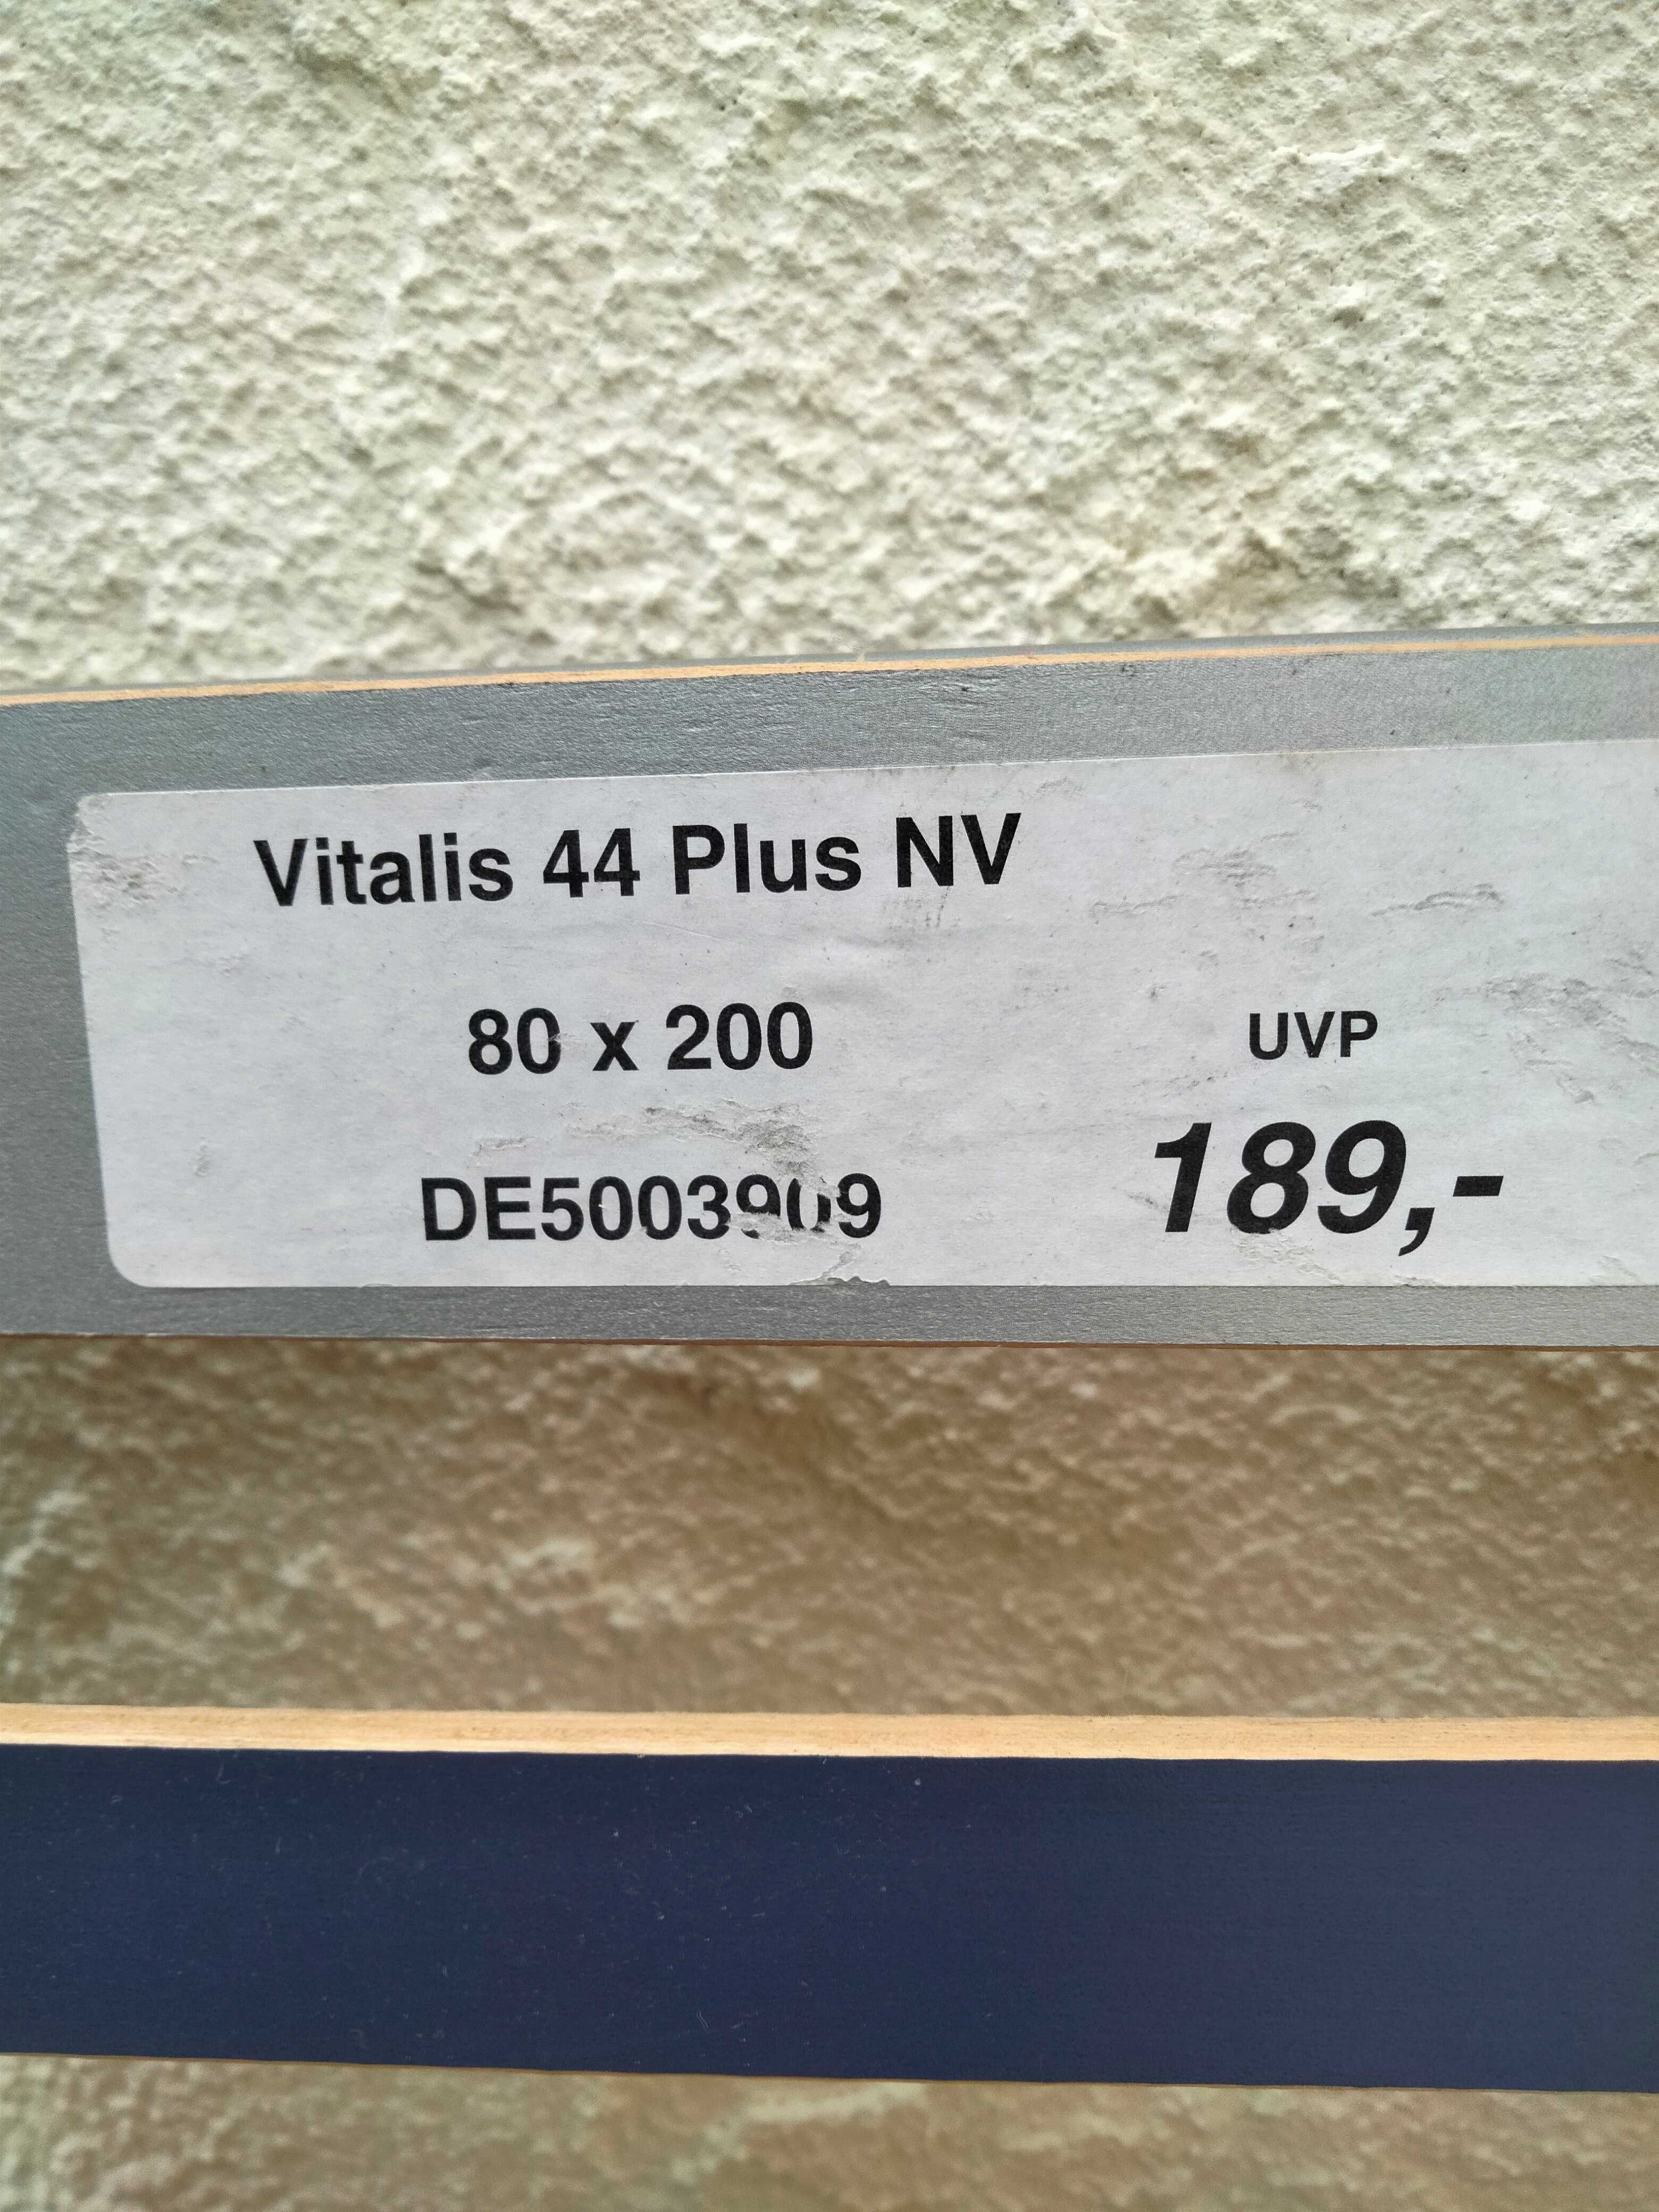 Vitalis 44 Plus NV
80 x 200
UVP
DE5003909
189,-